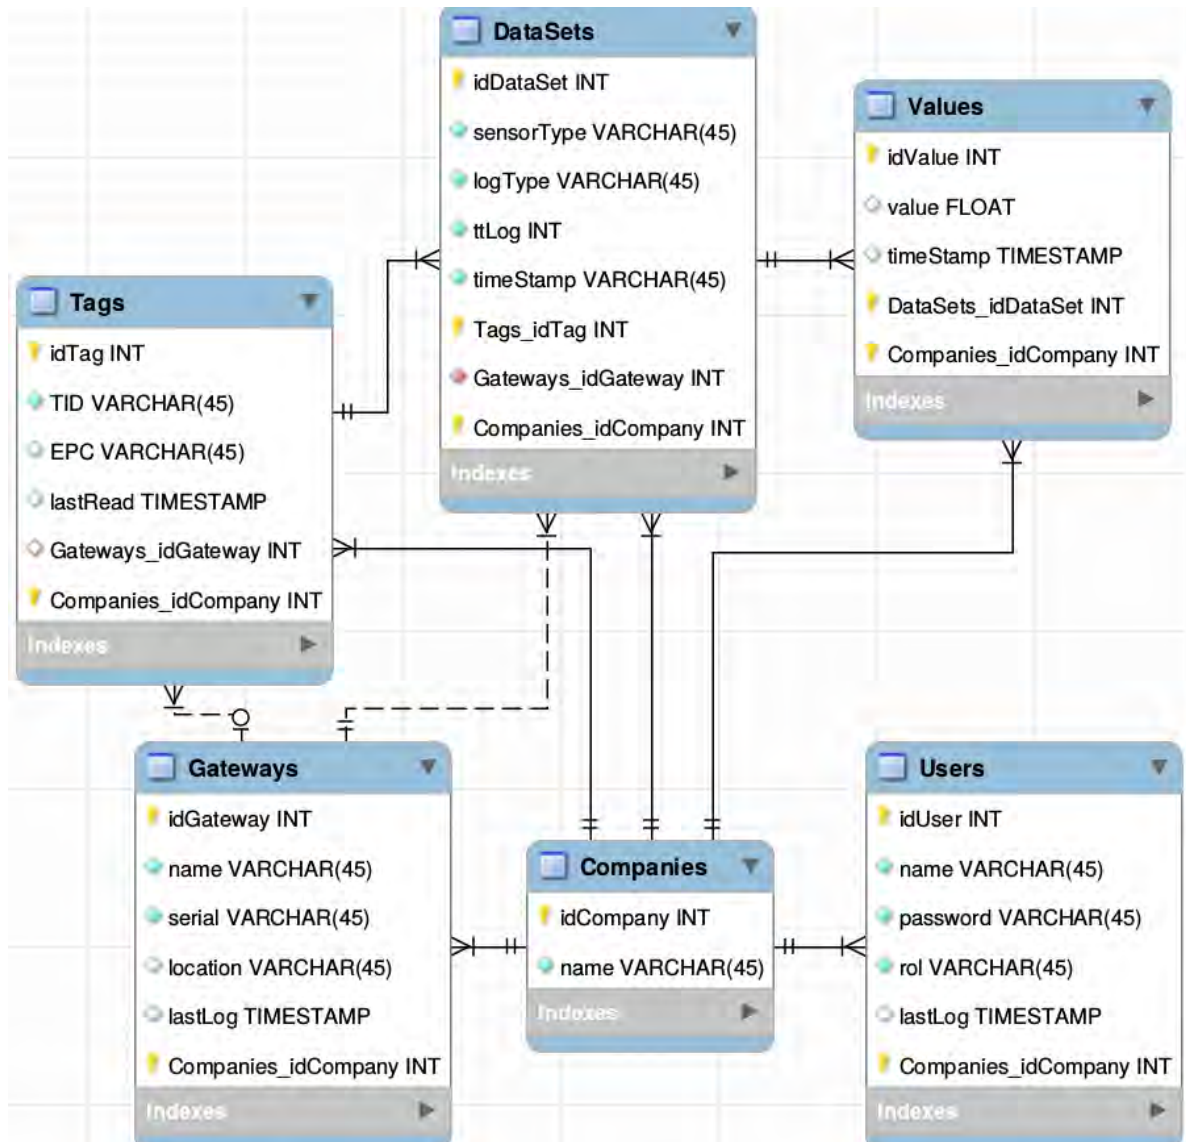 DataSets
idDataSet INT
sensorType VARCHAR(45)
logType VARCHAR(45)
ttLog INT
timeStamp VARCHAR(45)
Tags_idTag INT
Gateways_idGateway INT
Companies_idCompany INT
Indexes
Values
idValue INT
value FLOAT
timeStamp TIMESTAMP
DataSets_idDataSet INT
Companies_idCompany INT
Indexes
Tags
idTag INT
TID VARCHAR(45)
EPC VARCHAR(45)
lastRead TIMESTAMP
Gateways_idGateway INT
Companies_idCompany INT
Indexes
Gateways
idGateway INT
name VARCHAR(45)
serial VARCHAR(45)
location VARCHAR(45)
lastLog TIMESTAMP
Companies_idCompany INT
Indexes
Companies
idCompany INT
name VARCHAR(45)
Indexes
Users
idUser INT
name VARCHAR(45)
password VARCHAR(45)
rol VARCHAR(45)
lastLog TIMESTAMP
Companies_idCompany INT
Indexes